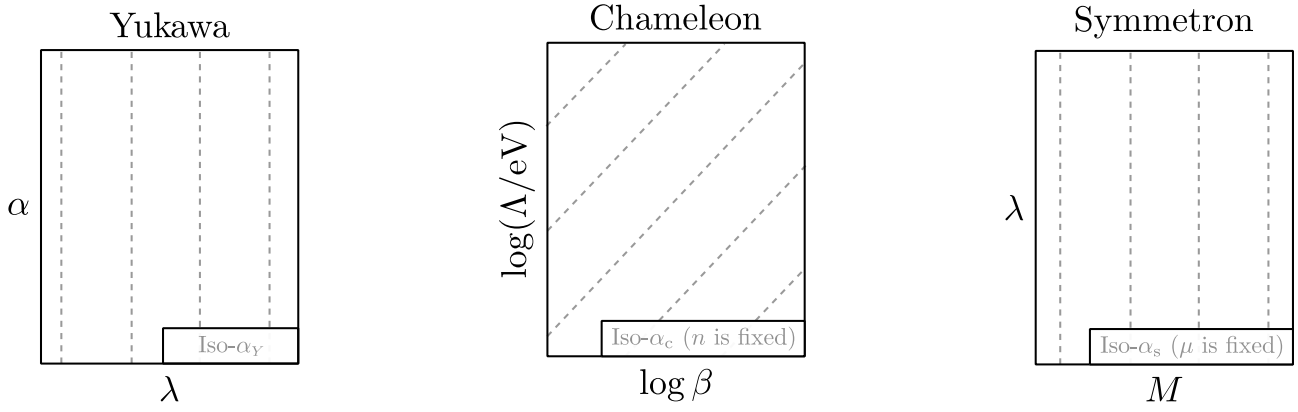 Yukawa
α
Iso-α_Y
λ
Chameleon
log(Λ/eV)
Iso-α_c (n is fixed)
log β
Symmetron
λ
Iso-α_s (μ is fixed)
M